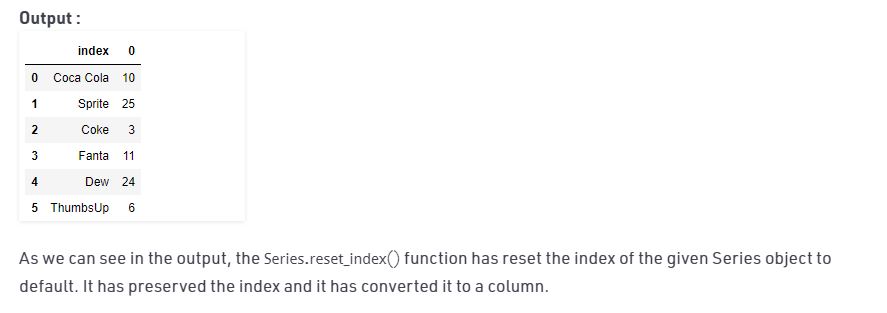 Output :
index 0
0 Coca Cola 10
1 Sprite 25
2 Coke 3
3 Fanta 11
4 Dew 24
5 ThumbsUp 6
As we can see in the output, the Series.reset_index() function has reset the index of the given Series object to
default. It has preserved the index and it has converted it to a column.